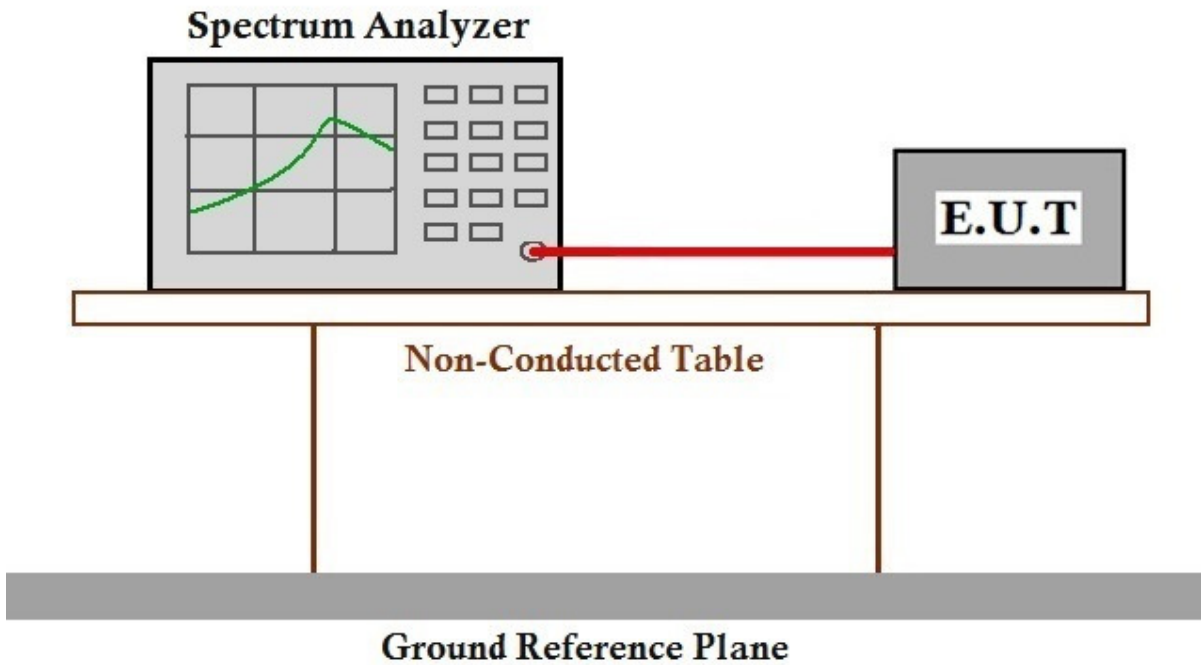 Spectrum Analyzer
E.U.T
Non-Conducted Table
Ground Reference Plane